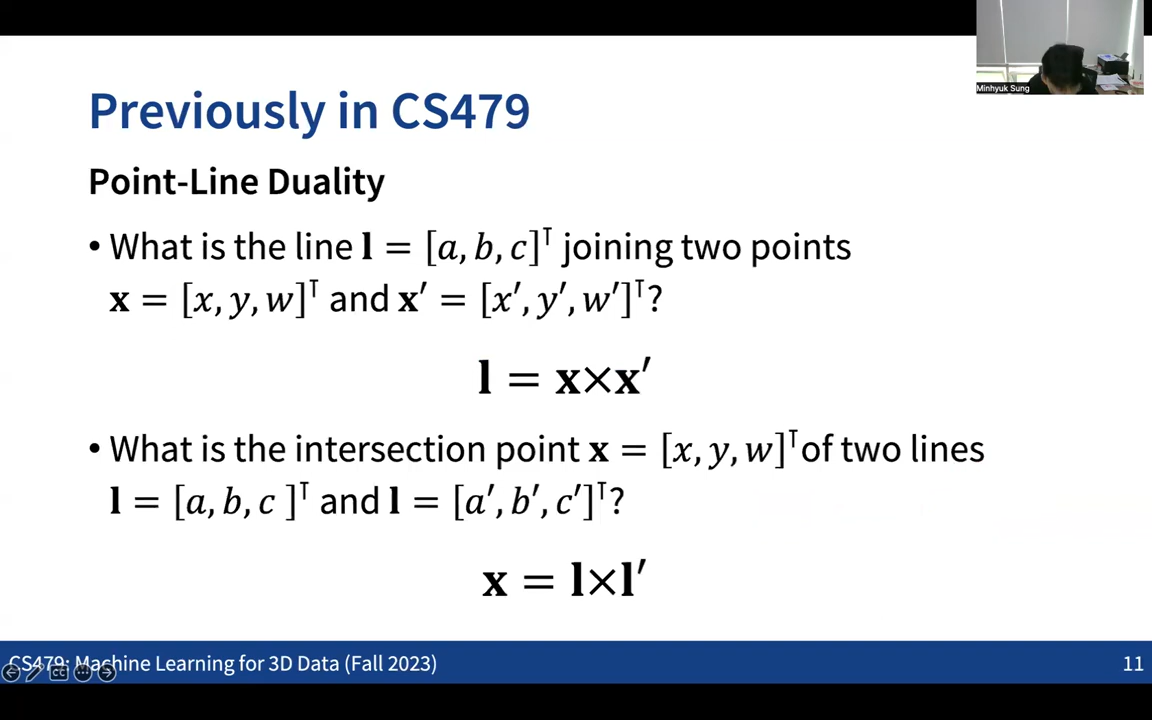 Minhyuk Sung
Previously in CS479
Point-Line Duality
• What is the line 𝐥 = [𝑎, 𝑏, 𝑐]⊺ joining two points
𝐱 = [𝑥, 𝑦, 𝑤]⊺ and 𝐱′ = [𝑥′, 𝑦′, 𝑤′]⊺?
𝐥 = 𝐱×𝐱′
• What is the intersection point 𝐱 = [𝑥, 𝑦, 𝑤]⊺of two lines
𝐥 = [𝑎, 𝑏, 𝑐 ]⊺ and 𝐥 = [𝑎′, 𝑏′, 𝑐′]⊺?
𝐱 = 𝐥×𝐥′
CS479: Machine Learning for 3D Data (Fall 2023)
11